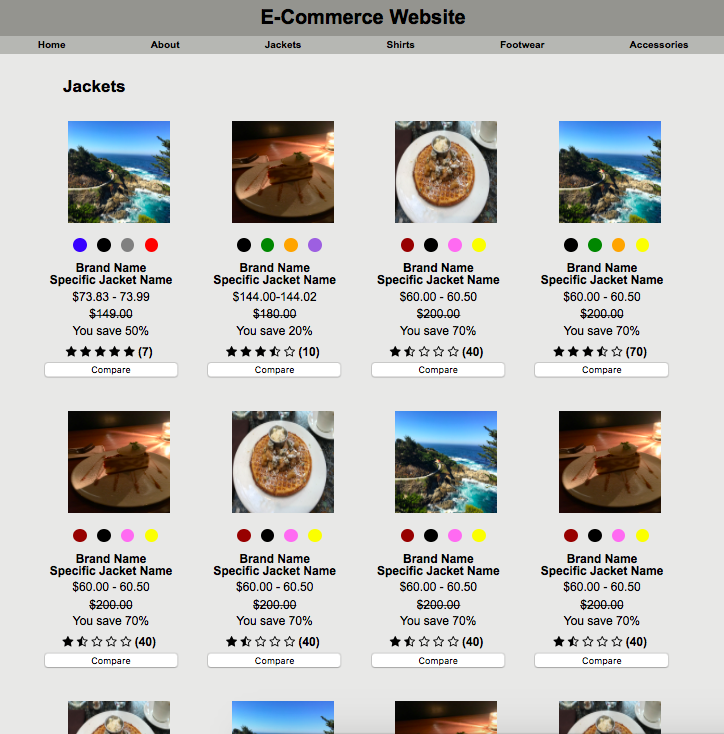 E-Commerce Website
Home About Jackets Shirts Footwear Accessories
Jackets
Brand Name Brand Name Brand Name Brand Name
Specific Jacket Name Specific Jacket Name Specific Jacket Name Specific Jacket Name
$73.83 - 73.99 $144.00-144.02 $60.00 - 60.50 $60.00 - 60.50
$149.00 $180.00 $200.00 $200.00
You save 50% You save 20% You save 70% You save 70%
(7) (10) (40) (70)
Compare Compare Compare Compare
Brand Name Brand Name Brand Name Brand Name
Specific Jacket Name Specific Jacket Name Specific Jacket Name Specific Jacket Name
$60.00 - 60.50 $60.00 - 60.50 $60.00 - 60.50 $60.00 - 60.50
$200.00 $200.00 $200.00 $200.00
You save 70% You save 70% You save 70% You save 70%
(40) (40) (40) (40)
Compare Compare Compare Compare